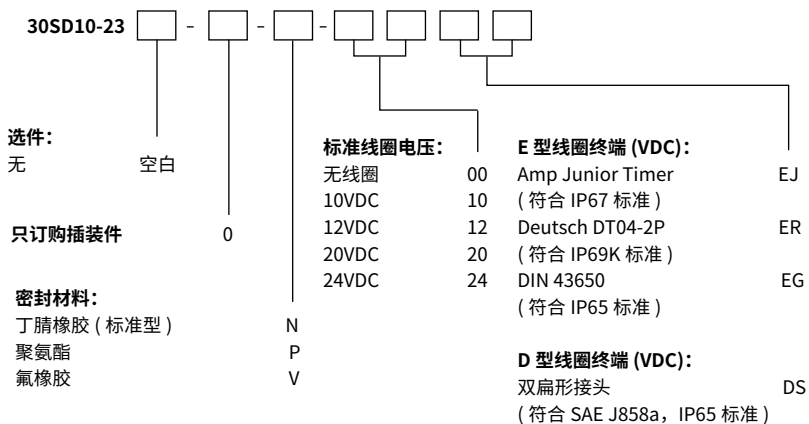 30SD10-23 - - -
选件：
无 空白
只订购插装件 0
密封材料：
丁腈橡胶 ( 标准型 ) N
聚氨酯 P
氟橡胶 V
标准线圈电压：
无线圈 00
10VDC 10
12VDC 12
20VDC 20
24VDC 24
E 型线圈终端 (VDC)：
Amp Junior Timer EJ
( 符合 IP67 标准 )
Deutsch DT04-2P ER
( 符合 IP69K 标准 )
DIN 43650 EG
( 符合 IP65 标准 )
D 型线圈终端 (VDC)：
双扁形接头 DS
( 符合 SAE J858a，IP65 标准 )